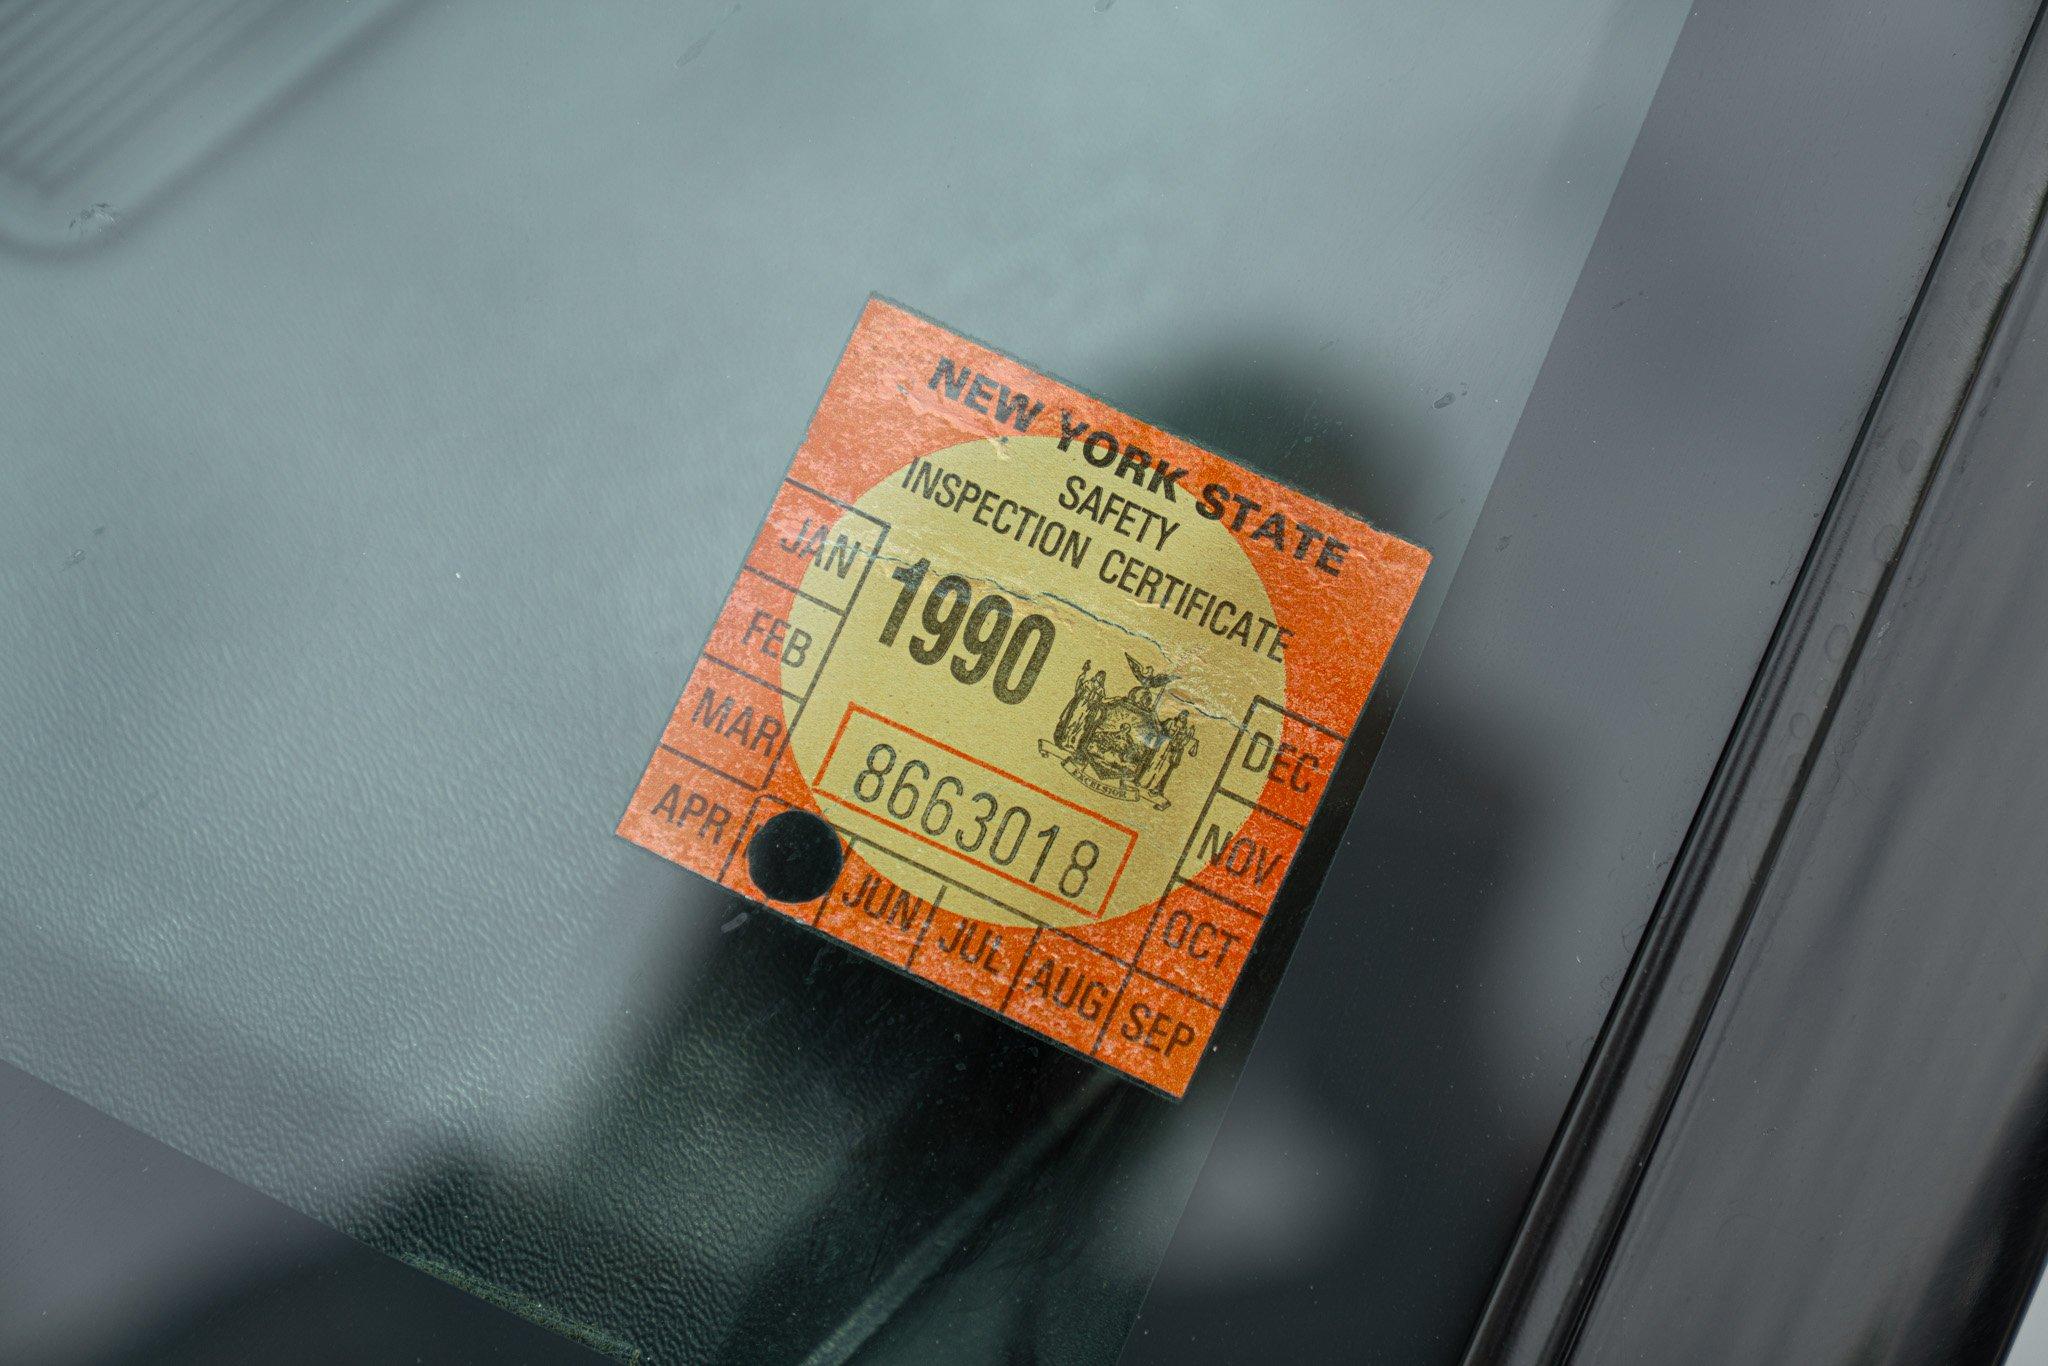 NEW YORK STATE
SAFETY
INSPECTION CERTIFICATE
1990
EXCELSIOR
8663018
JAN
FEB
MAR
APR
JUN
JUL
AUG
SEP
OCT
NOV
DEC